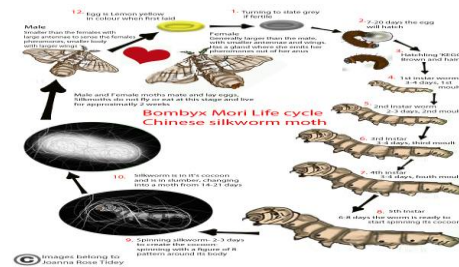 12. Egg is Lemon yellow
in colour when first laid
1. Turning to slate grey
if fertile
2. 7-20 days the egg
will hatch
3. Hatchling 'KEGO'
Brown and hairy
4. 1st instar worm
3-4 days, 1st
moult
5. 2nd Instar worm
2-3 days, 2nd moult
6. 3rd Instar
3-4 days, third moult
7. 4th Instar
3-4 days, fouth moult
8. 5th Instar
6-8 days the worm is ready to
start spinning its cocoon
9. Spinning silkworm- 2-3 days
to create the cocoon-
spinning with a figure of 8
pattern around its body
10. Silkworm is in it's cocoon
and is in slumber, changing
into a moth from 14-21 days
Male
Smaller than the females with
large antennae to sense the females
pheromones, smaller body
with larger wings
Female
Generally larger than the male,
with smaller antennae and wings.
Has a gland where she emits her
pheromones out of her anus
Male and Female moths mate and lay eggs,
Silkmoths do not fly or eat at this stage and live
for approximatly 2 weeks
Bombyx Mori Life cycle
Chinese silkworm moth
© Images belong to
Joanna Rose Tidey